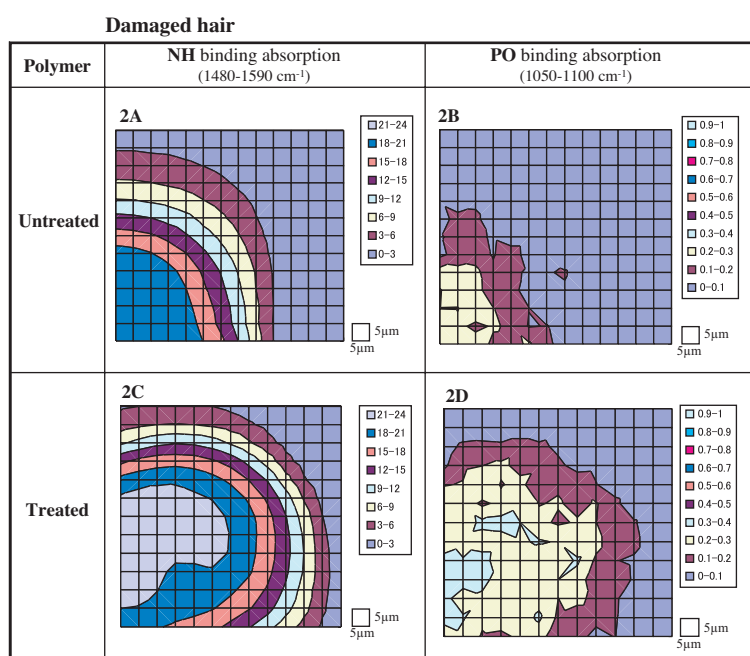 Damaged hair
Polymer
NH binding absorption
(1480-1590 cm-1)
PO binding absorption
(1050-1100 cm-1)
Untreated
2A
21-24
18-21
15-18
12-15
9-12
6-9
3-6
0-3
5μm
5μm
2B
0.9-1
0.8-0.9
0.7-0.8
0.6-0.7
0.5-0.6
0.4-0.5
0.3-0.4
0.2-0.3
0.1-0.2
0-0.1
5μm
5μm
Treated
2C
21-24
18-21
15-18
12-15
9-12
6-9
3-6
0-3
5μm
5μm
2D
0.9-1
0.8-0.9
0.7-0.8
0.6-0.7
0.5-0.6
0.4-0.5
0.3-0.4
0.2-0.3
0.1-0.2
0-0.1
5μm
5μm